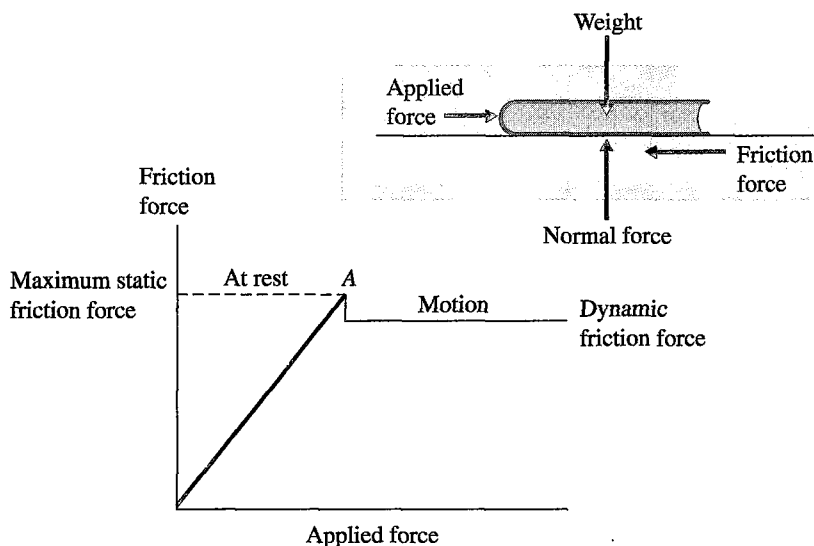 Weight
Applied
force
Friction
force
Normal force
Friction
force
Maximum static
friction force
At rest
A
Motion
Dynamic
friction force
Applied force